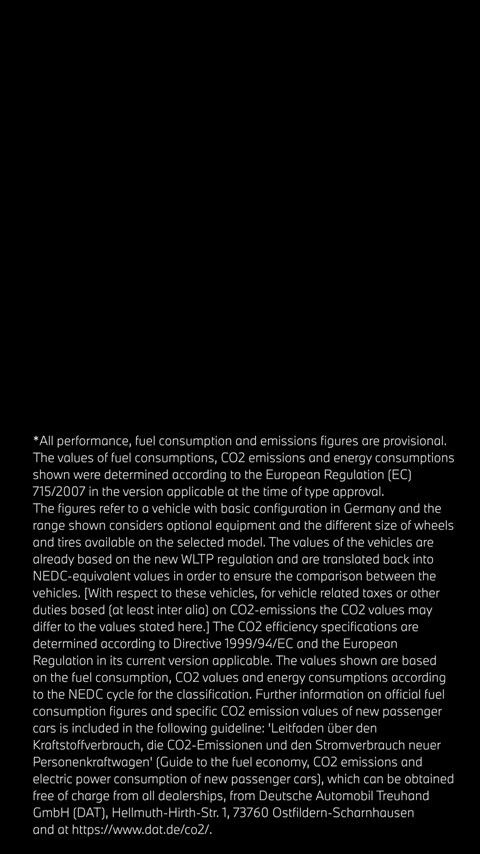 *All performance, fuel consumption and emissions figures are provisional.
The values of fuel consumptions, CO2 emissions and energy consumptions
shown were determined according to the European Regulation (EC)
715/2007 in the version applicable at the time of type approval.
The figures refer to a vehicle with basic configuration in Germany and the
range shown considers optional equipment and the different size of wheels
and tires available on the selected model. The values of the vehicles are
already based on the new WLTP regulation and are translated back into
NEDC-equivalent values in order to ensure the comparison between the
vehicles. [With respect to these vehicles, for vehicle related taxes or other
duties based (at least inter alia) on CO2-emissions the CO2 values may
differ to the values stated here.] The CO2 efficiency specifications are
determined according to Directive 1999/94/EC and the European
Regulation in its current version applicable. The values shown are based
on the fuel consumption, CO2 values and energy consumptions according
to the NEDC cycle for the classification. Further information on official fuel
consumption figures and specific CO2 emission values of new passenger
cars is included in the following guideline: 'Leitfaden über den
Kraftstoffverbrauch, die CO2-Emissionen und den Stromverbrauch neuer
Personenkraftwagen' (Guide to the fuel economy, CO2 emissions and
electric power consumption of new passenger cars), which can be obtained
free of charge from all dealerships, from Deutsche Automobil Treuhand
GmbH (DAT), Hellmuth-Hirth-Str. 1, 73760 Ostfildern-Scharnhausen
and at https://www.dat.de/co2/.